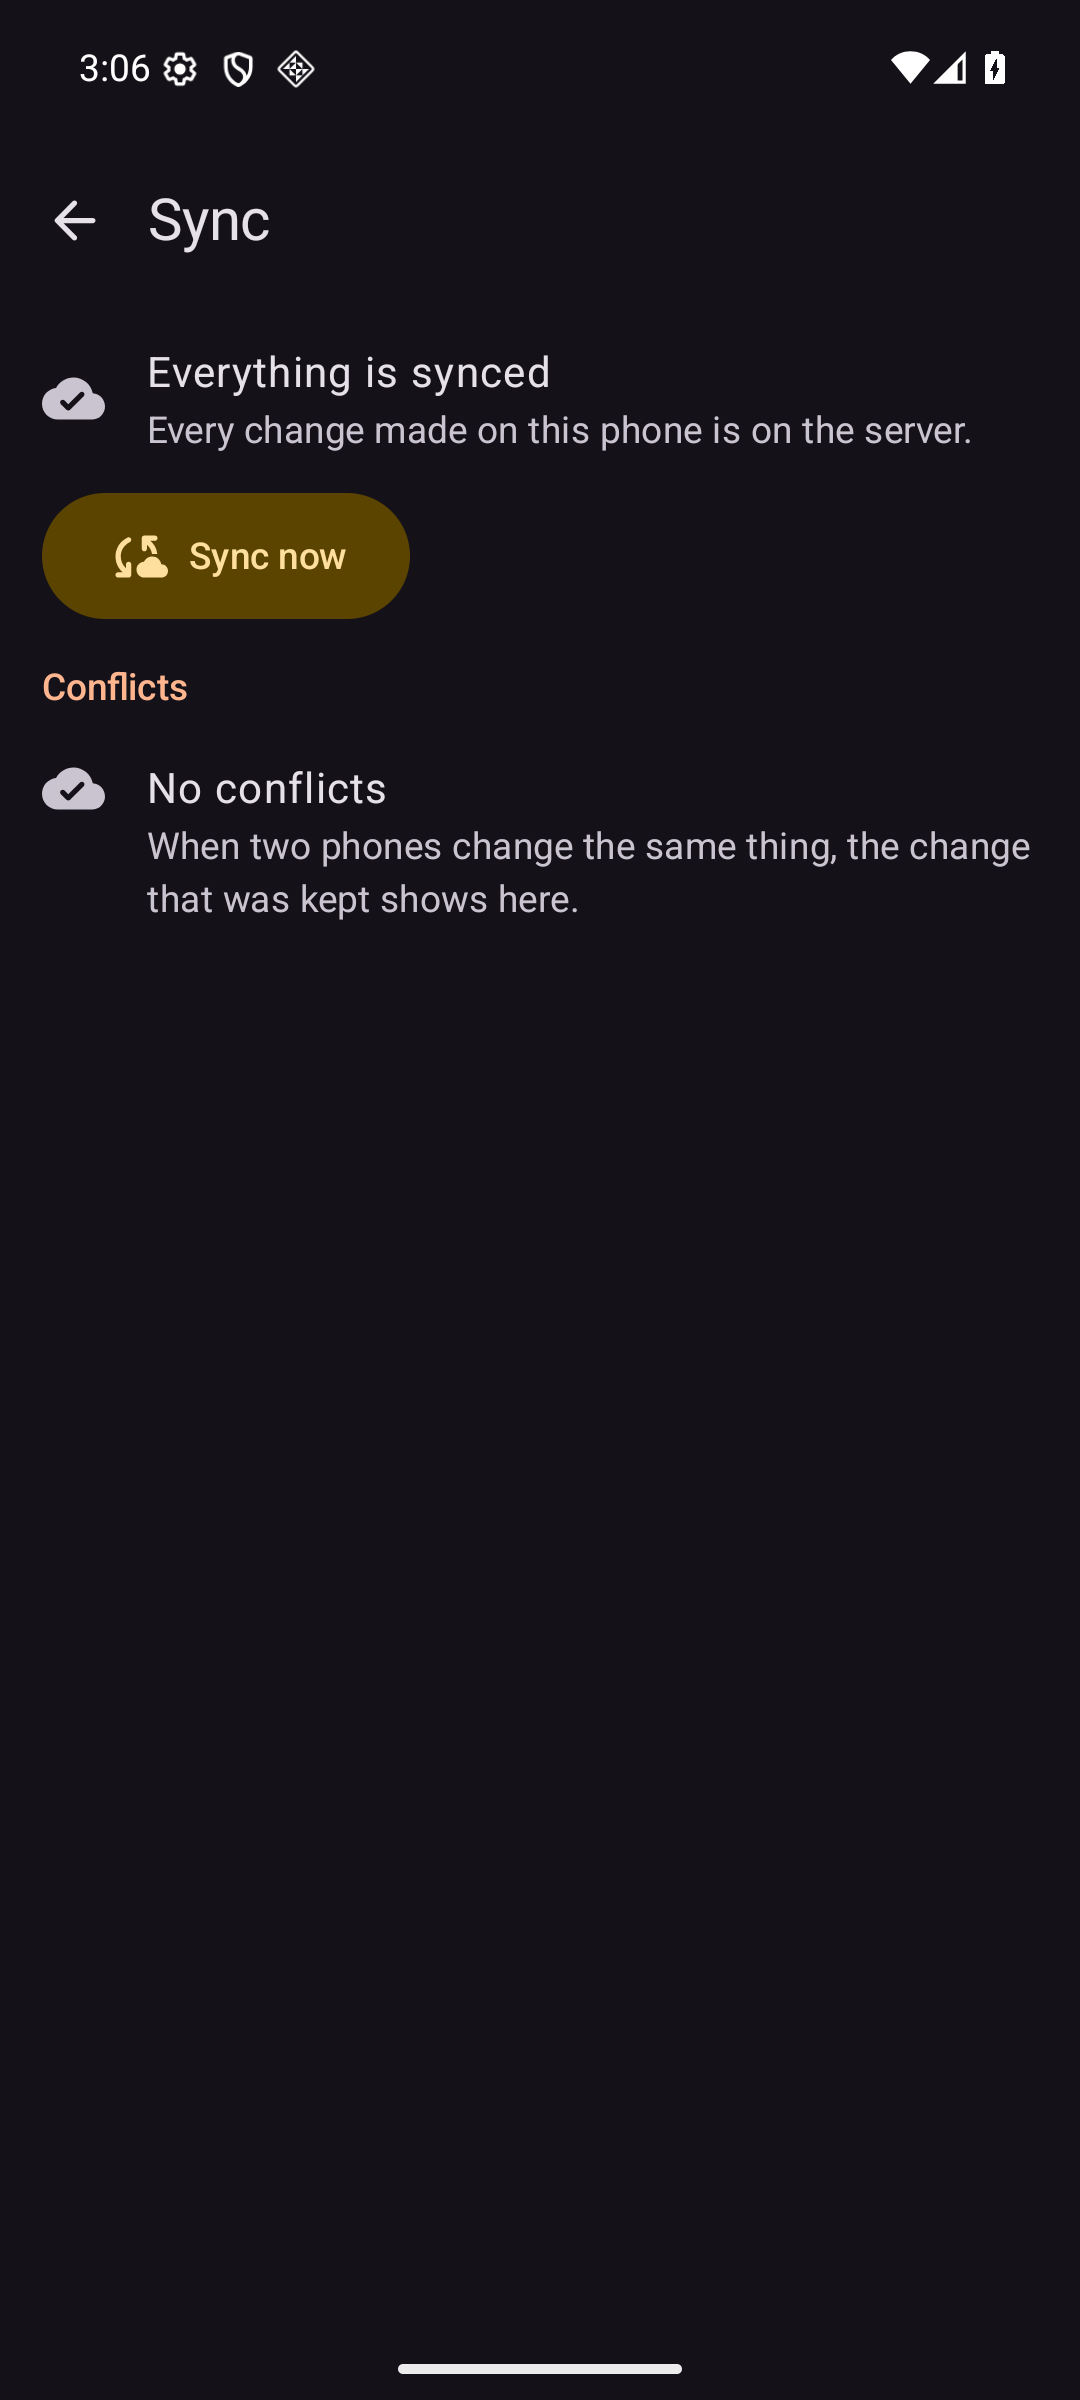 3:06
Sync
Everything is synced
Every change made on this phone is on the server.
Sync now
Conflicts
No conflicts
When two phones change the same thing, the change
that was kept shows here.